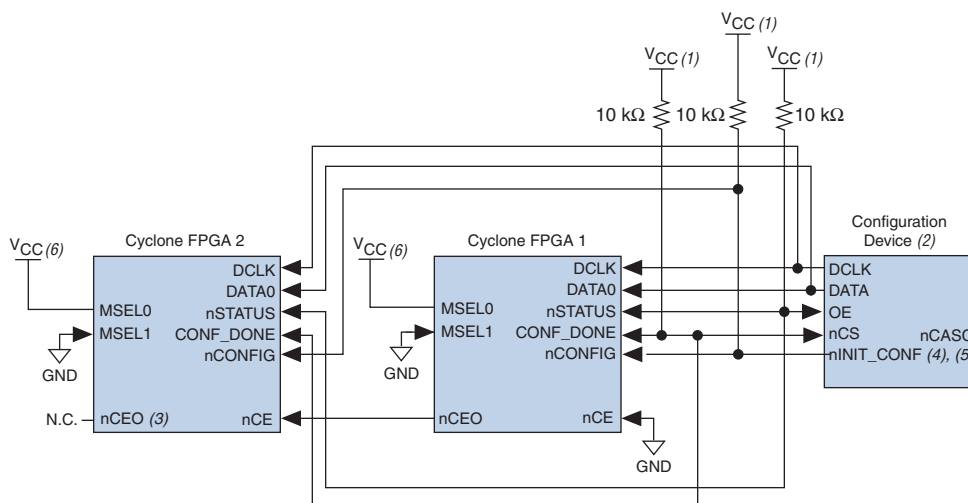 VCC (1)
VCC (1) VCC (1)
10 kΩ 10 kΩ 10 kΩ
Cyclone FPGA 2
Cyclone FPGA 1
Configuration
Device (2)
VCC (6)
MSEL0
MSEL1
GND
N.C.
nCEO (3)
DCLK
DATA0
nSTATUS
CONF_DONE
nCONFIG
nCE
VCC (6)
MSEL0
MSEL1
GND
nCEO
DCLK
DATA0
nSTATUS
CONF_DONE
nCONFIG
nCE
GND
DCLK
DATA
OE
nCS
nCASC
nINIT_CONF (4), (5